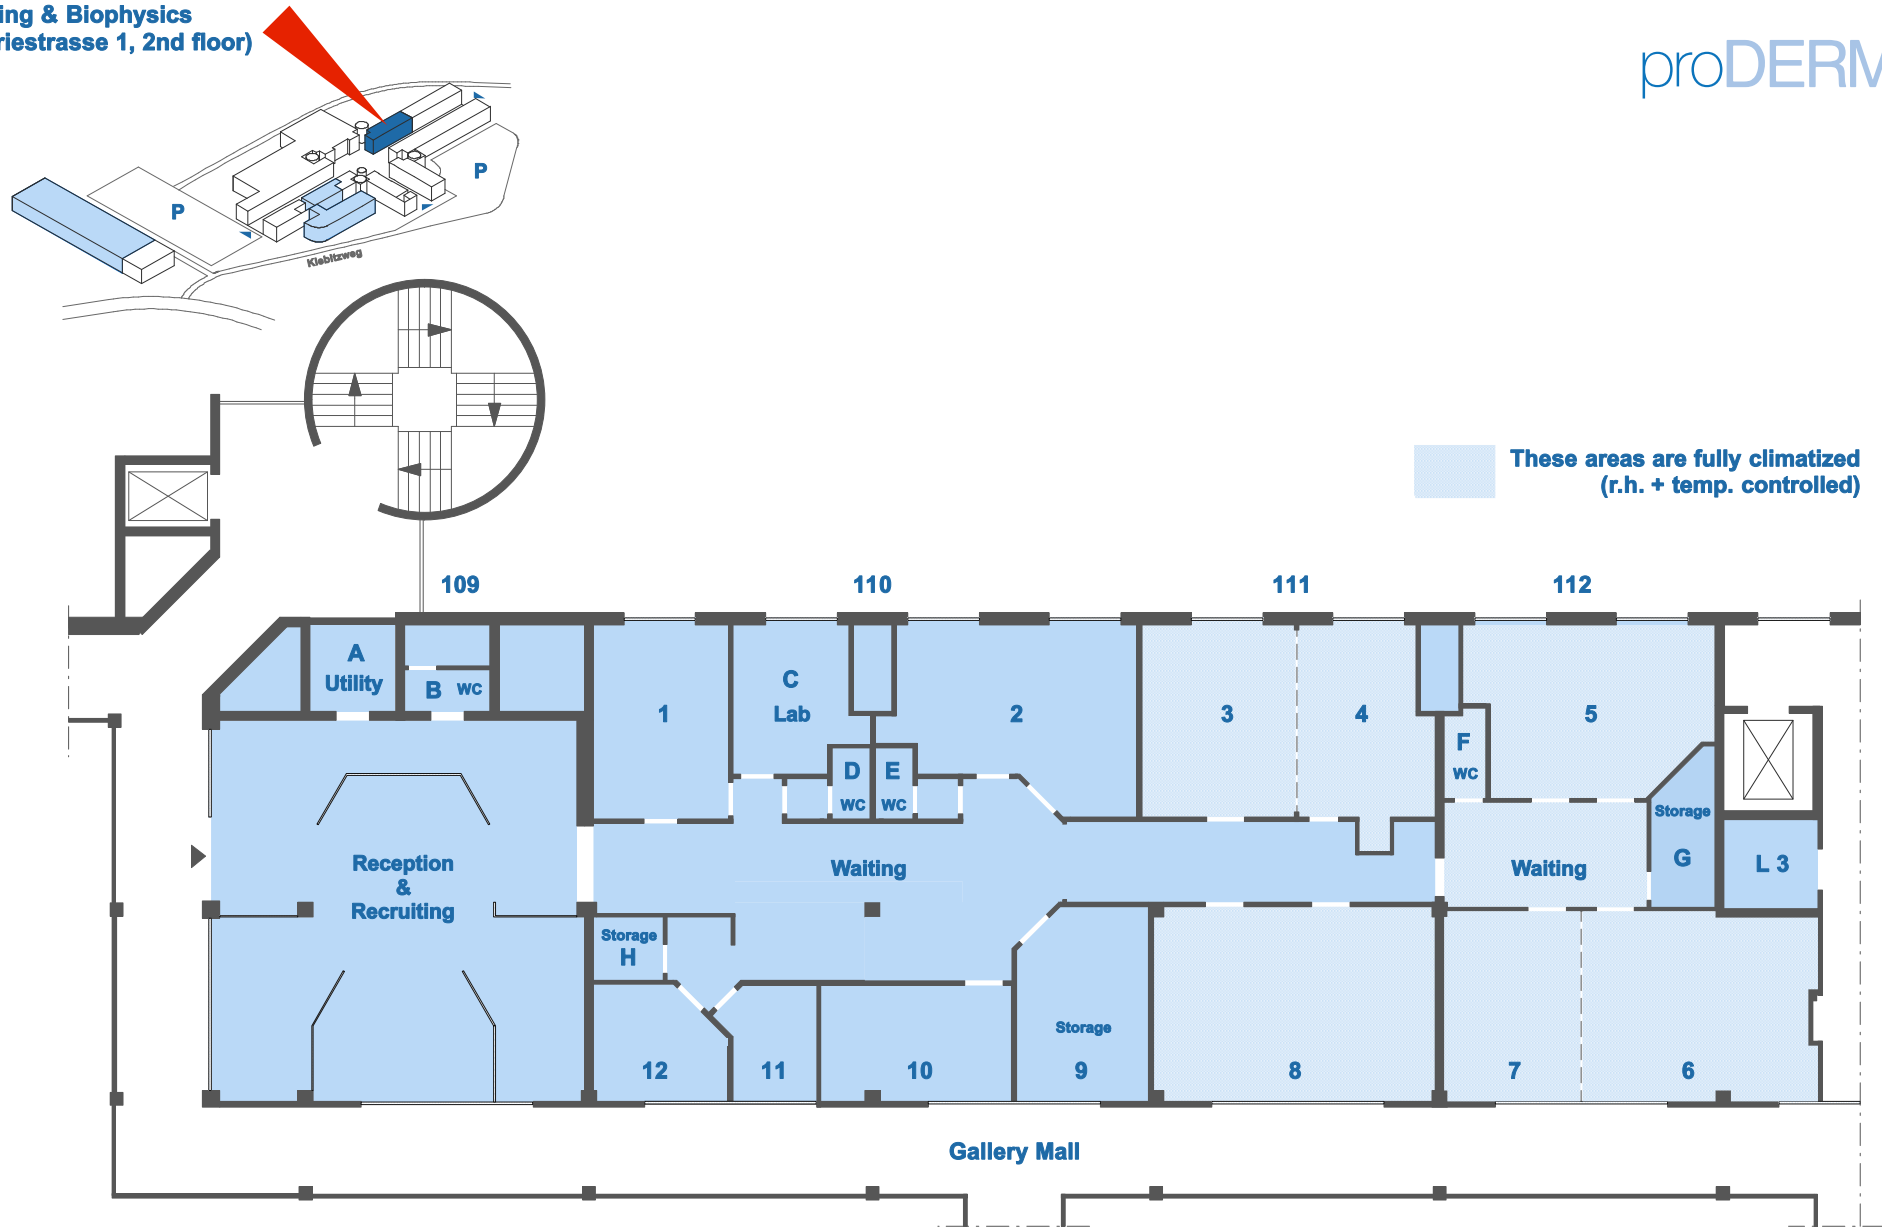 ing & Biophysics
riestrasse 1, 2nd floor)
proDERM
P
P
Kiebitzweg
These areas are fully climatized
(r.h. + temp. controlled)
109
110
111
112
A
Utility
B WC
1
C
Lab
2
3
4
5
D
WC
E
WC
F
WC
Storage
G
L 3
Reception
&
Recruiting
Waiting
Waiting
Storage
H
12
11
10
Storage
9
8
7
6
Gallery Mall